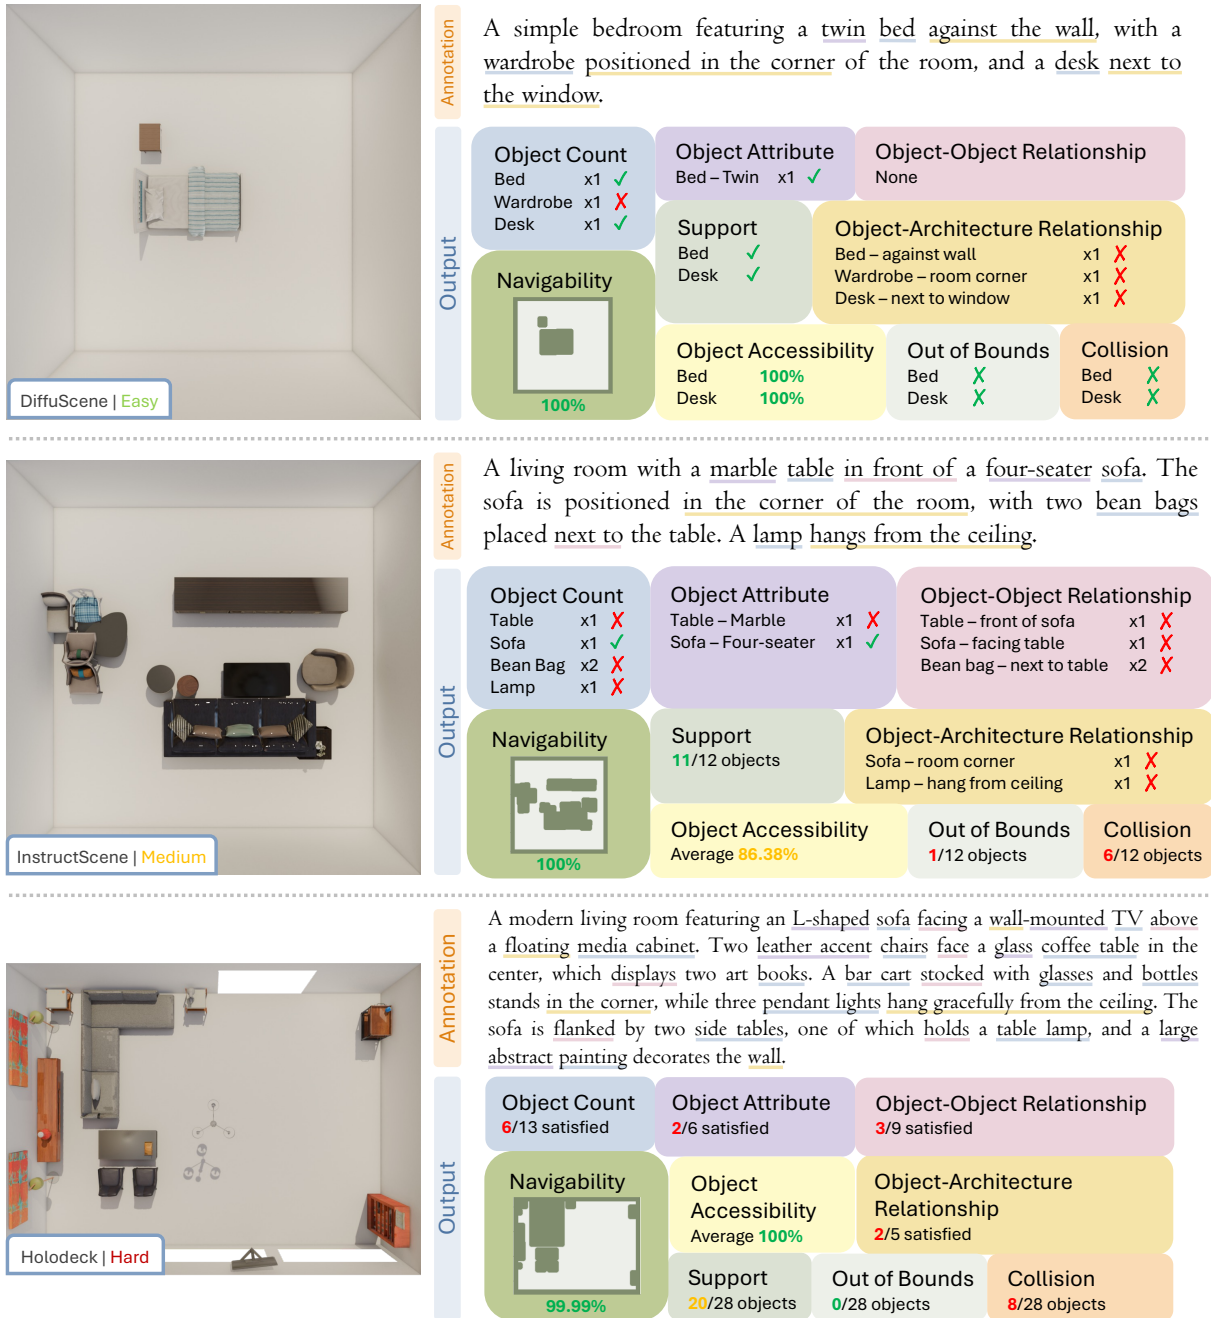 Annotation
A simple bedroom featuring a twin bed against the wall, with a
wardrobe positioned in the corner of the room, and a desk next to
the window.
Output
Object Count
Bed x1 ✓
Wardrobe x1 ✗
Desk x1 ✓
Object Attribute
Bed – Twin x1 ✓
Object-Object Relationship
None
Support
Bed ✓
Desk ✓
Object-Architecture Relationship
Bed – against wall x1 ✗
Wardrobe – room corner x1 ✗
Desk – next to window x1 ✗
Navigability
100%
Object Accessibility
Bed 100%
Desk 100%
Out of Bounds
Bed ✗
Desk ✗
Collision
Bed ✗
Desk ✗
DiffuScene | Easy
Annotation
A living room with a marble table in front of a four-seater sofa. The
sofa is positioned in the corner of the room, with two bean bags
placed next to the table. A lamp hangs from the ceiling.
Output
Object Count
Table x1 ✗
Sofa x1 ✓
Bean Bag x2 ✗
Lamp x1 ✗
Object Attribute
Table – Marble x1 ✗
Sofa – Four-seater x1 ✓
Object-Object Relationship
Table – front of sofa x1 ✗
Sofa – facing table x1 ✗
Bean bag – next to table x2 ✗
Navigability
100%
Support
11/12 objects
Object-Architecture Relationship
Sofa – room corner x1 ✗
Lamp – hang from ceiling x1 ✗
Object Accessibility
Average 86.38%
Out of Bounds
1/12 objects
Collision
6/12 objects
InstructScene | Medium
Annotation
A modern living room featuring an L-shaped sofa facing a wall-mounted TV above
a floating media cabinet. Two leather accent chairs face a glass coffee table in the
center, which displays two art books. A bar cart stocked with glasses and bottles
stands in the corner, while three pendant lights hang gracefully from the ceiling. The
sofa is flanked by two side tables, one of which holds a table lamp, and a large
abstract painting decorates the wall.
Output
Object Count
6/13 satisfied
Object Attribute
2/6 satisfied
Object-Object Relationship
3/9 satisfied
Navigability
99.99%
Object
Accessibility
Average 100%
Object-Architecture
Relationship
2/5 satisfied
Support
20/28 objects
Out of Bounds
0/28 objects
Collision
8/28 objects
Holodeck | Hard